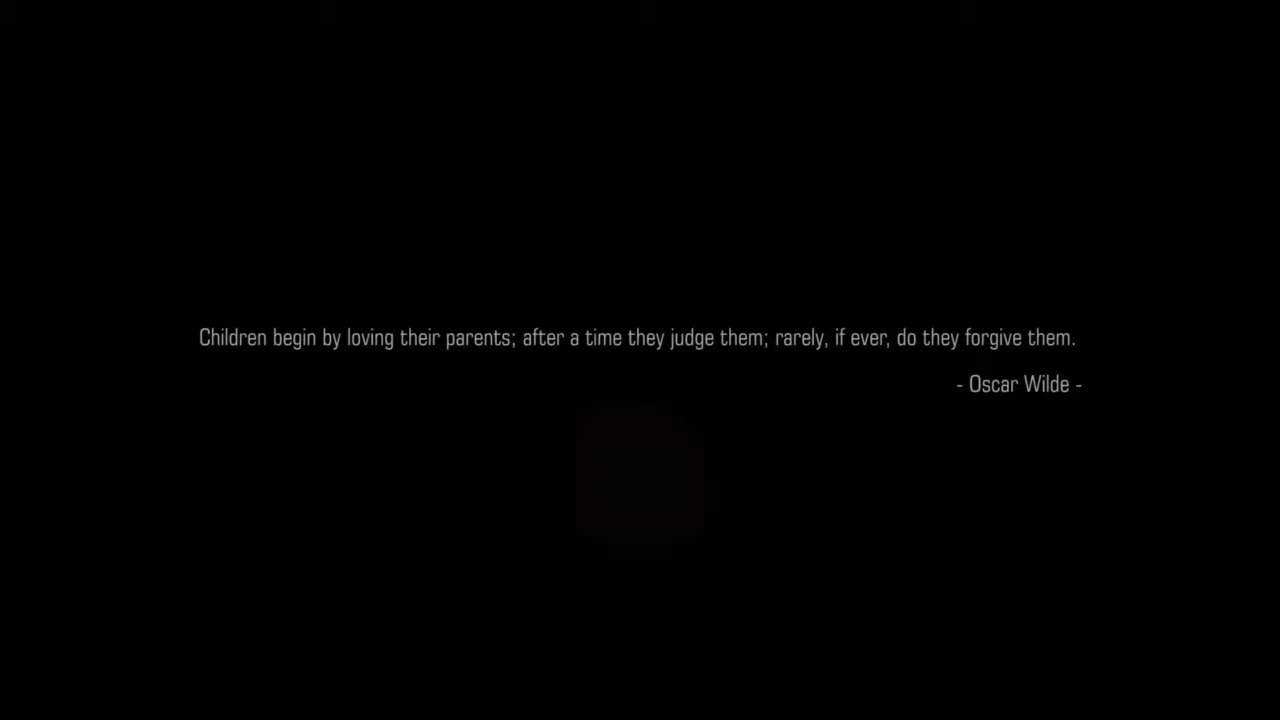 Children begin by loving their parents; after a time they judge them; rarely, if ever, do they forgive them.
- Oscar Wilde -